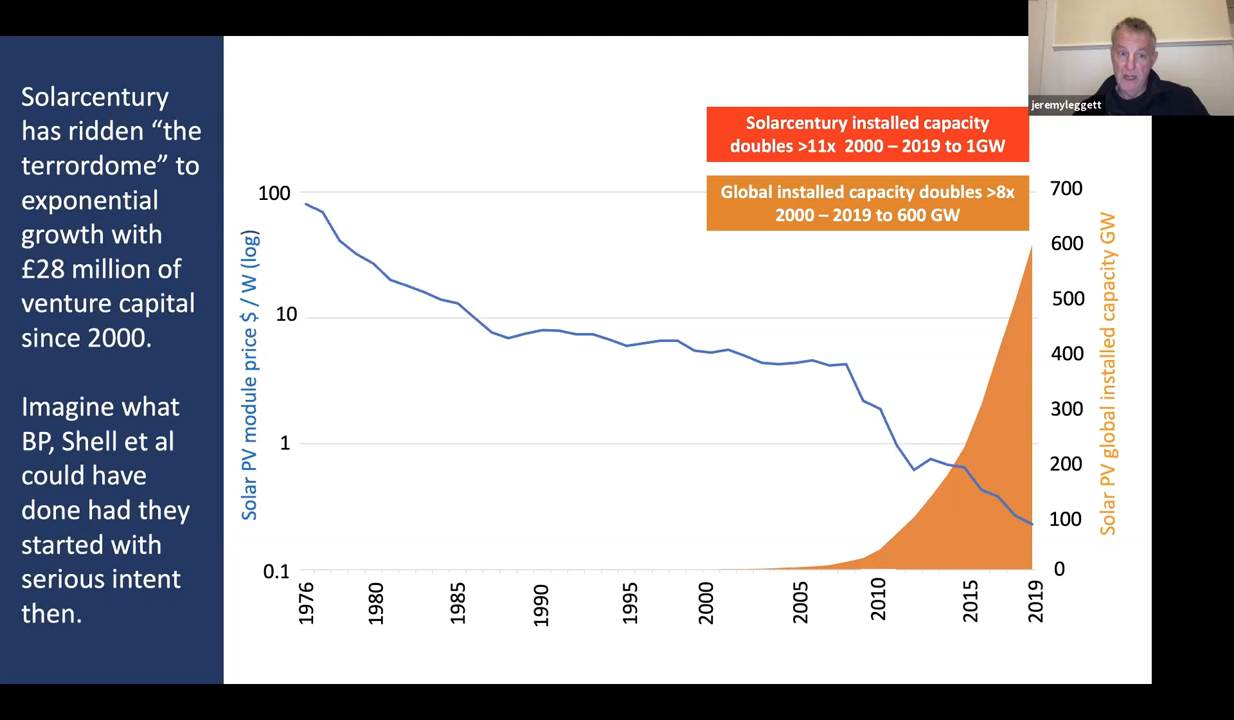 Solarcentury
has ridden “the
terrordome” to
exponential
growth with
£28 million of
venture capital
since 2000.
Imagine what
BP, Shell et al
could have
done had they
started with
serious intent
then.
jeremyleggett
Solarcentury installed capacity
doubles >11x  2000 – 2019 to 1GW
Global installed capacity doubles >8x
2000 – 2019 to 600 GW
Solar PV module price $ / W (log)
100
10
1
0.1
1976
1980
1985
1990
1995
2000
2005
2010
2015
2019
700
600
500
400
300
200
100
0
Solar PV global installed capacity GW